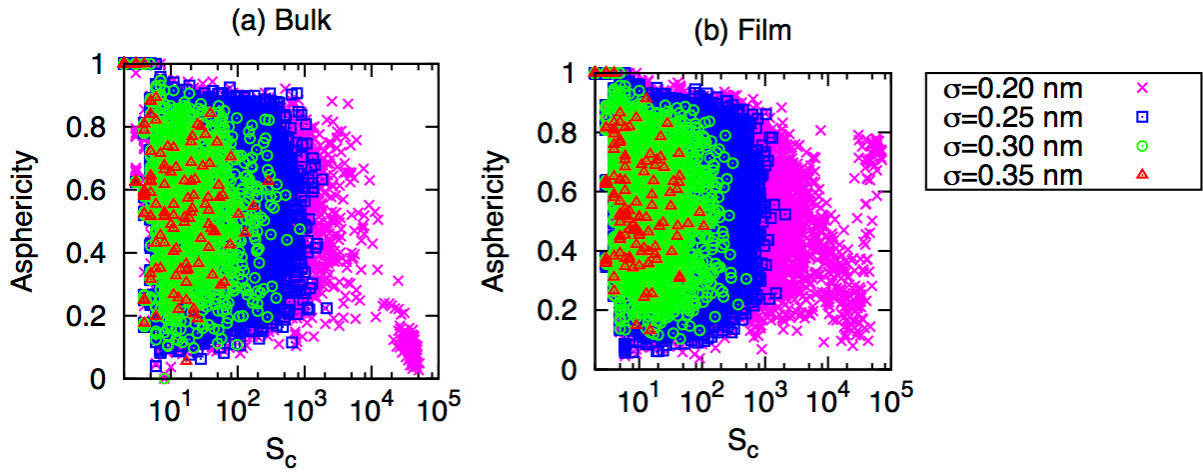 (a) Bulk
1
0.8
0.6
0.4
0.2
0
Asphericity
10^1 10^2 10^3 10^4 10^5
S_c
(b) Film
1
0.8
0.6
0.4
0.2
0
Asphericity
10^1 10^2 10^3 10^4 10^5
S_c
σ=0.20 nm
σ=0.25 nm
σ=0.30 nm
σ=0.35 nm